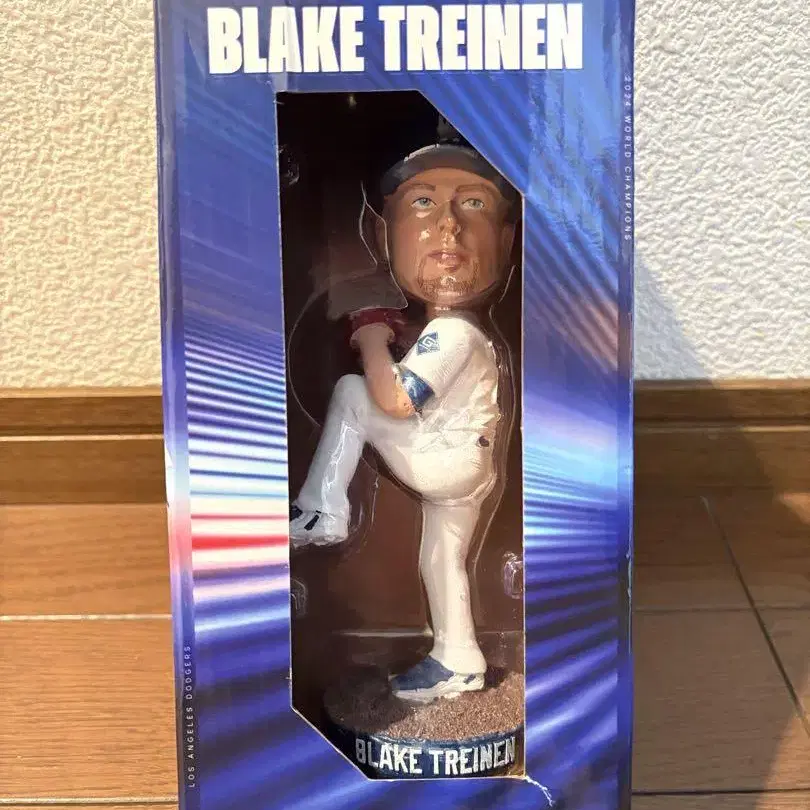 BLAKE TREINEN
2024 WORLD CHAMPIONS
LOS ANGELES DODGERS
BLAKE TREINEN